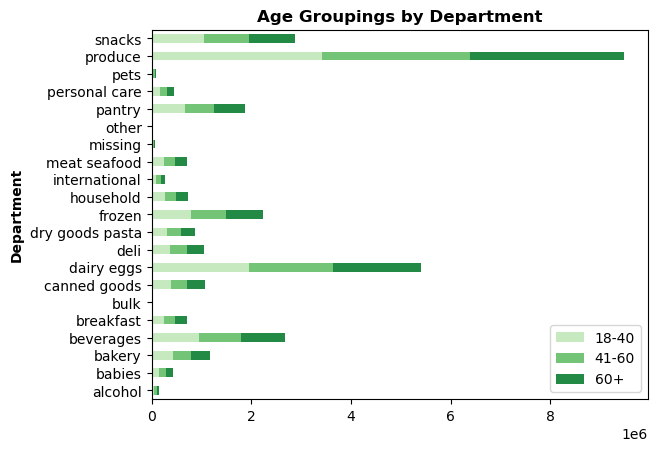 Age Groupings by Department
snacks
produce
pets
personal care
pantry
other
missing
meat seafood
international
household
frozen
dry goods pasta
deli
dairy eggs
canned goods
bulk
breakfast
beverages
bakery
babies
alcohol
Department
18-40
41-60
60+
0 2 4 6 8
1e6